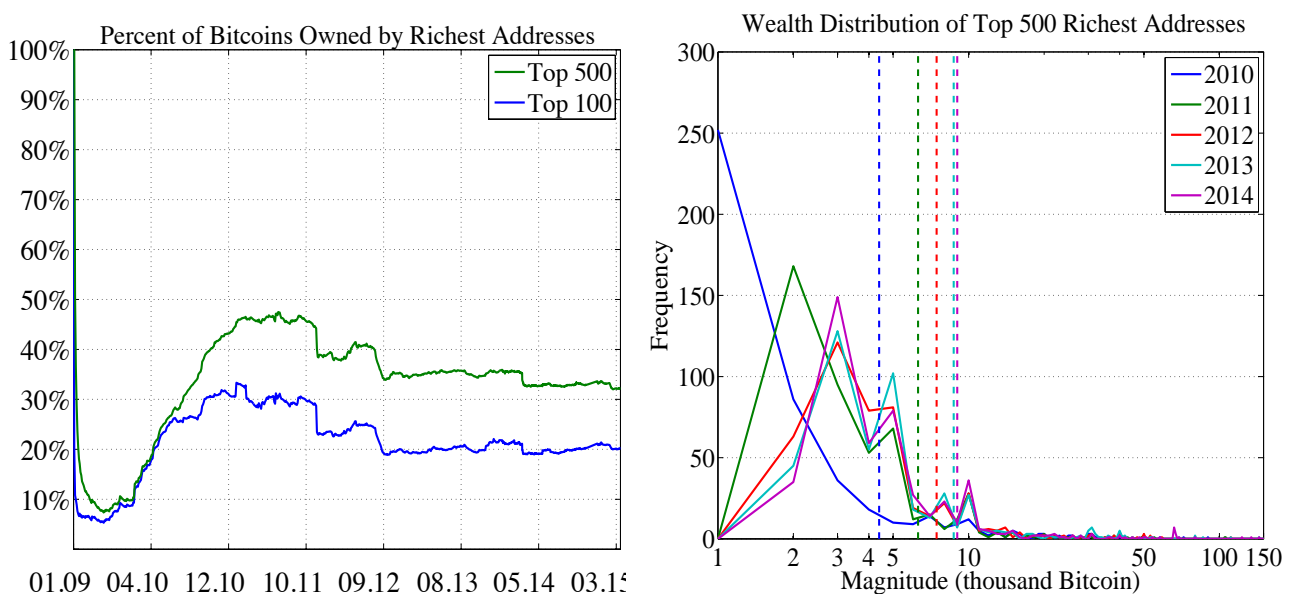 Percent of Bitcoins Owned by Richest Addresses
100%
90%
80%
70%
60%
50%
40%
30%
20%
10%
Top 500
Top 100
01.09 04.10 12.10 10.11 09.12 08.13 05.14 03.15
Wealth Distribution of Top 500 Richest Addresses
300
250
200
150
100
50
0
Frequency
2010
2011
2012
2013
2014
1 2 3 4 5 10 50 100 150
Magnitude (thousand Bitcoin)